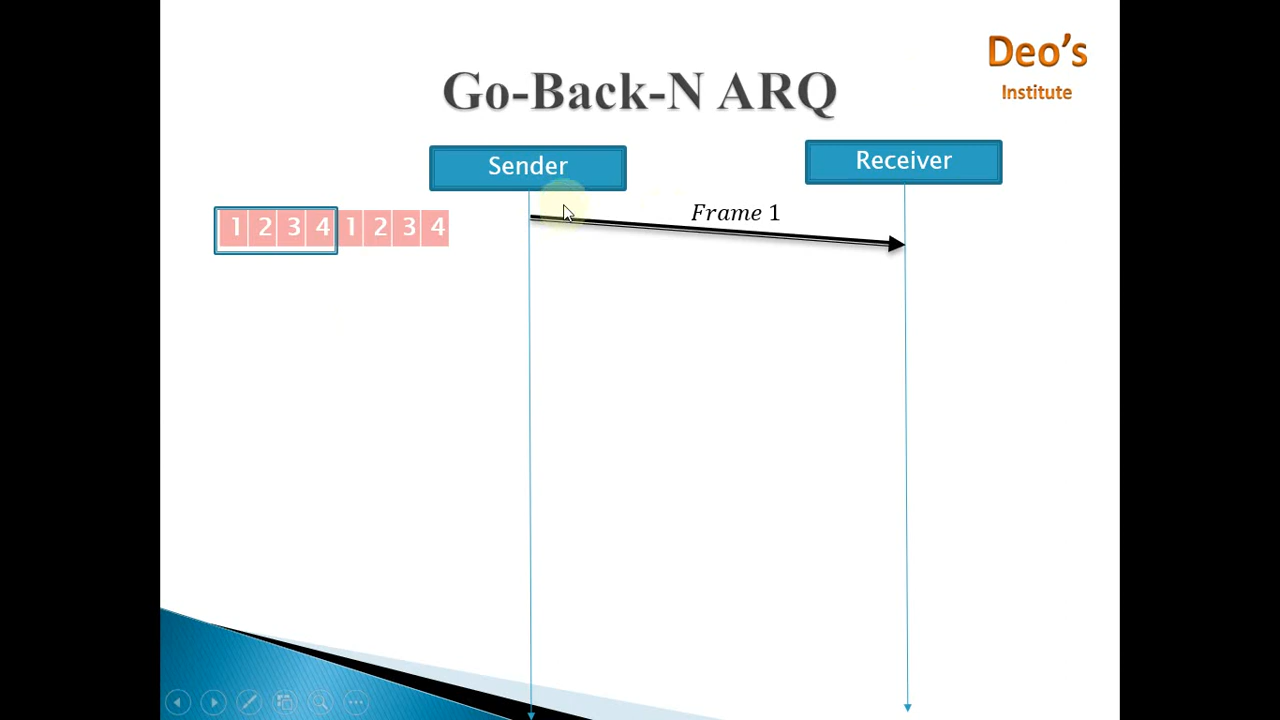 Deo's
Institute
Go-Back-N ARQ
Sender
Receiver
1 2 3 4 1 2 3 4
Frame 1